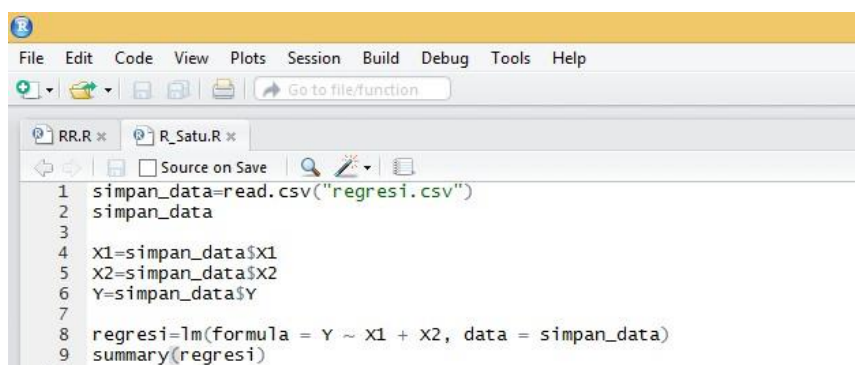 R
File Edit Code View Plots Session Build Debug Tools Help
Go to file/function
RR.R × R_Satu.R ×
Source on Save
1 simpan_data=read.csv("regresi.csv")
2 simpan_data
3
4 X1=simpan_data$X1
5 X2=simpan_data$X2
6 Y=simpan_data$Y
7
8 regresi=lm(formula = Y ~ X1 + X2, data = simpan_data)
9 summary(regresi)